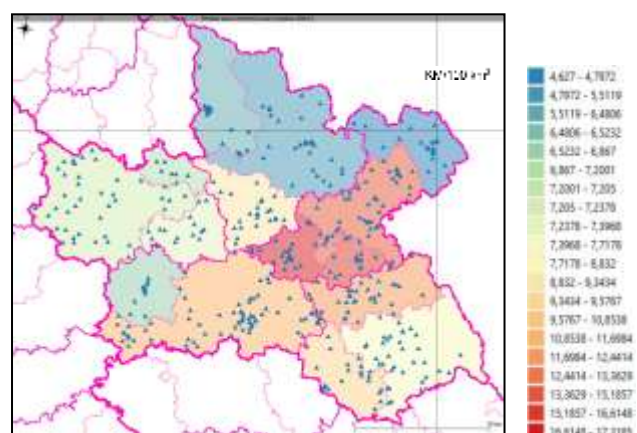 4,627 - 4,7972
4,7972 - 5,5119
5,5119 - 6,4806
6,4806 - 6,5232
6,5232 - 6,867
6,867 - 7,2001
7,2001 - 7,205
7,205 - 7,2378
7,2378 - 7,3968
7,3968 - 7,7178
7,7178 - 8,832
8,832 - 9,3434
9,3434 - 9,5767
9,5767 - 10,8538
10,8538 - 11,6984
11,6984 - 12,4414
12,4414 - 13,3629
13,3629 - 15,1857
15,1857 - 16,6148